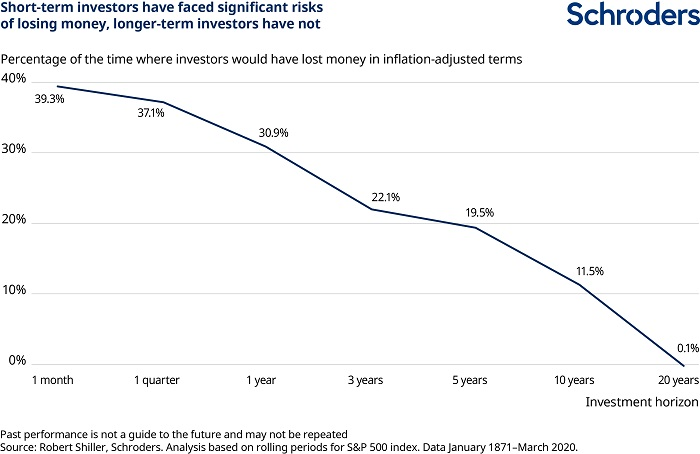 Short-term investors have faced significant risks
of losing money, longer-term investors have not
Schroders
Percentage of the time where investors would have lost money in inflation-adjusted terms
40%
39.3%
37.1%
30.9%
30%
22.1%
20%
19.5%
11.5%
10%
0.1%
0%
1 month
1 quarter
1 year
3 years
5 years
10 years
20 years
Investment horizon
Past performance is not a guide to the future and may not be repeated
Source: Robert Shiller, Schroders. Analysis based on rolling periods for S&P 500 index. Data January 1871–March 2020.